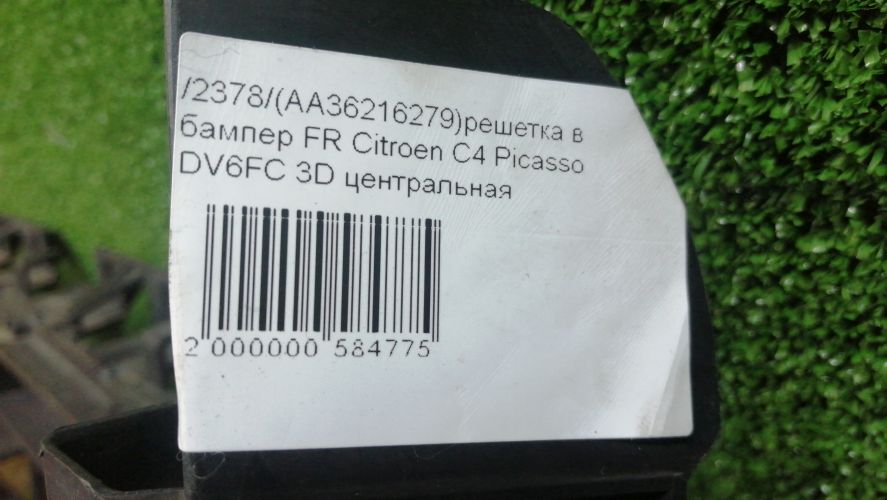 /2378/(AA36216279)решетка в
бампер FR Citroen C4 Picasso
DV6FC 3D центральная
2 000000 584775